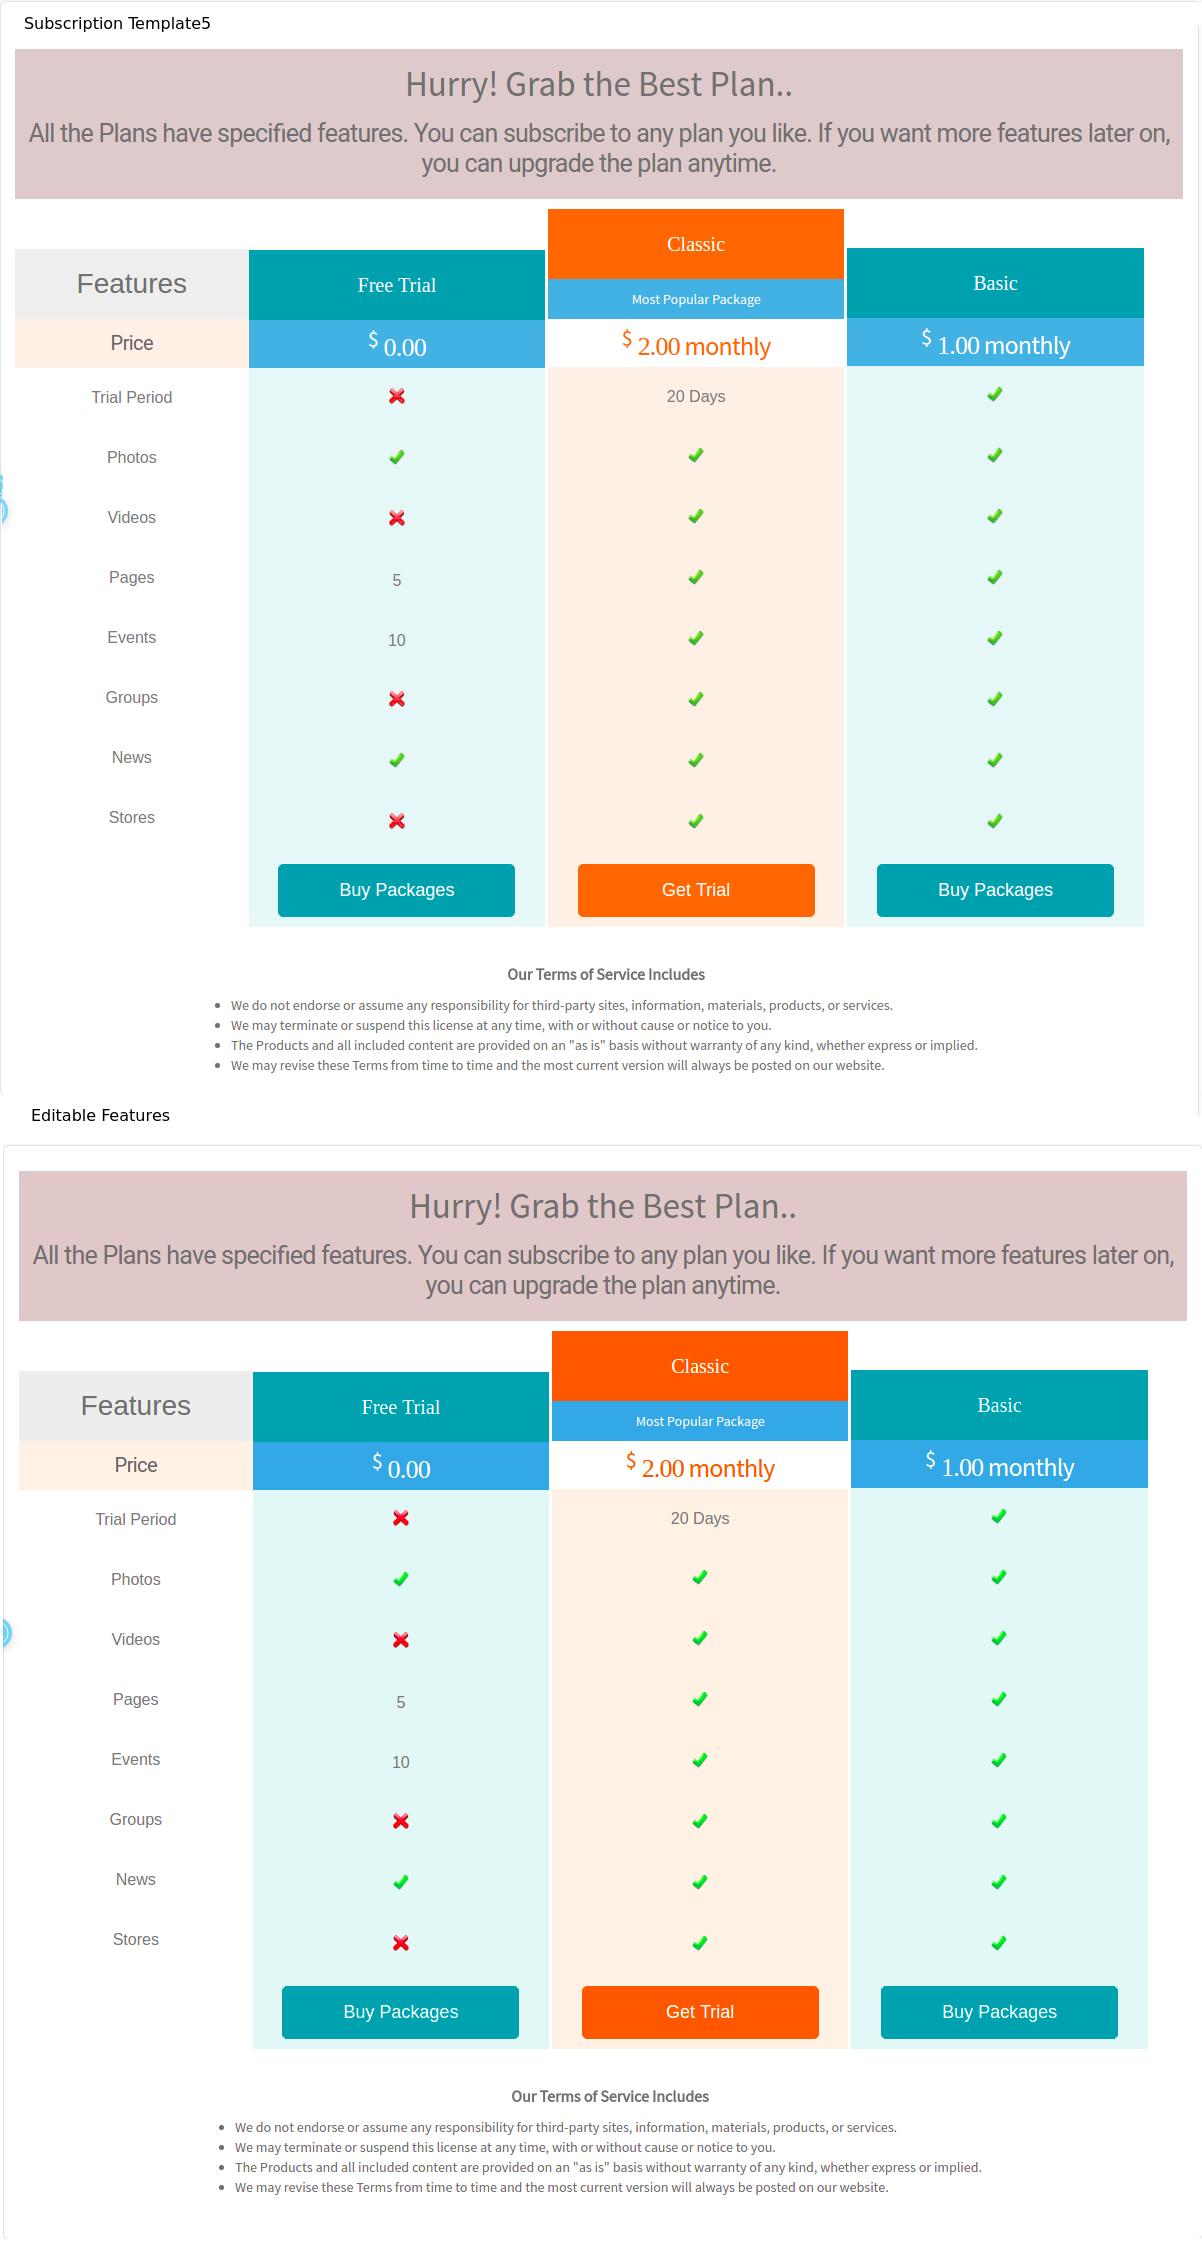 Subscription Template5
Hurry! Grab the Best Plan..
All the Plans have specified features. You can subscribe to any plan you like. If you want more features later on,
you can upgrade the plan anytime.
Classic
Features Free Trial Basic
Most Popular Package
Price $ 0.00 $ 2.00 monthly $ 1.00 monthly
Trial Period 20 Days
Photos
Videos
Pages 5
Events 10
Groups
News
Stores
Buy Packages Get Trial Buy Packages
Our Terms of Service Includes
• We do not endorse or assume any responsibility for third-party sites, information, materials, products, or services.
• We may terminate or suspend this license at any time, with or without cause or notice to you.
• The Products and all included content are provided on an "as is" basis without warranty of any kind, whether express or implied.
• We may revise these Terms from time to time and the most current version will always be posted on our website.
Editable Features
Hurry! Grab the Best Plan..
All the Plans have specified features. You can subscribe to any plan you like. If you want more features later on,
you can upgrade the plan anytime.
Classic
Features Free Trial Basic
Most Popular Package
Price $ 0.00 $ 2.00 monthly $ 1.00 monthly
Trial Period 20 Days
Photos
Videos
Pages 5
Events 10
Groups
News
Stores
Buy Packages Get Trial Buy Packages
Our Terms of Service Includes
• We do not endorse or assume any responsibility for third-party sites, information, materials, products, or services.
• We may terminate or suspend this license at any time, with or without cause or notice to you.
• The Products and all included content are provided on an "as is" basis without warranty of any kind, whether express or implied.
• We may revise these Terms from time to time and the most current version will always be posted on our website.